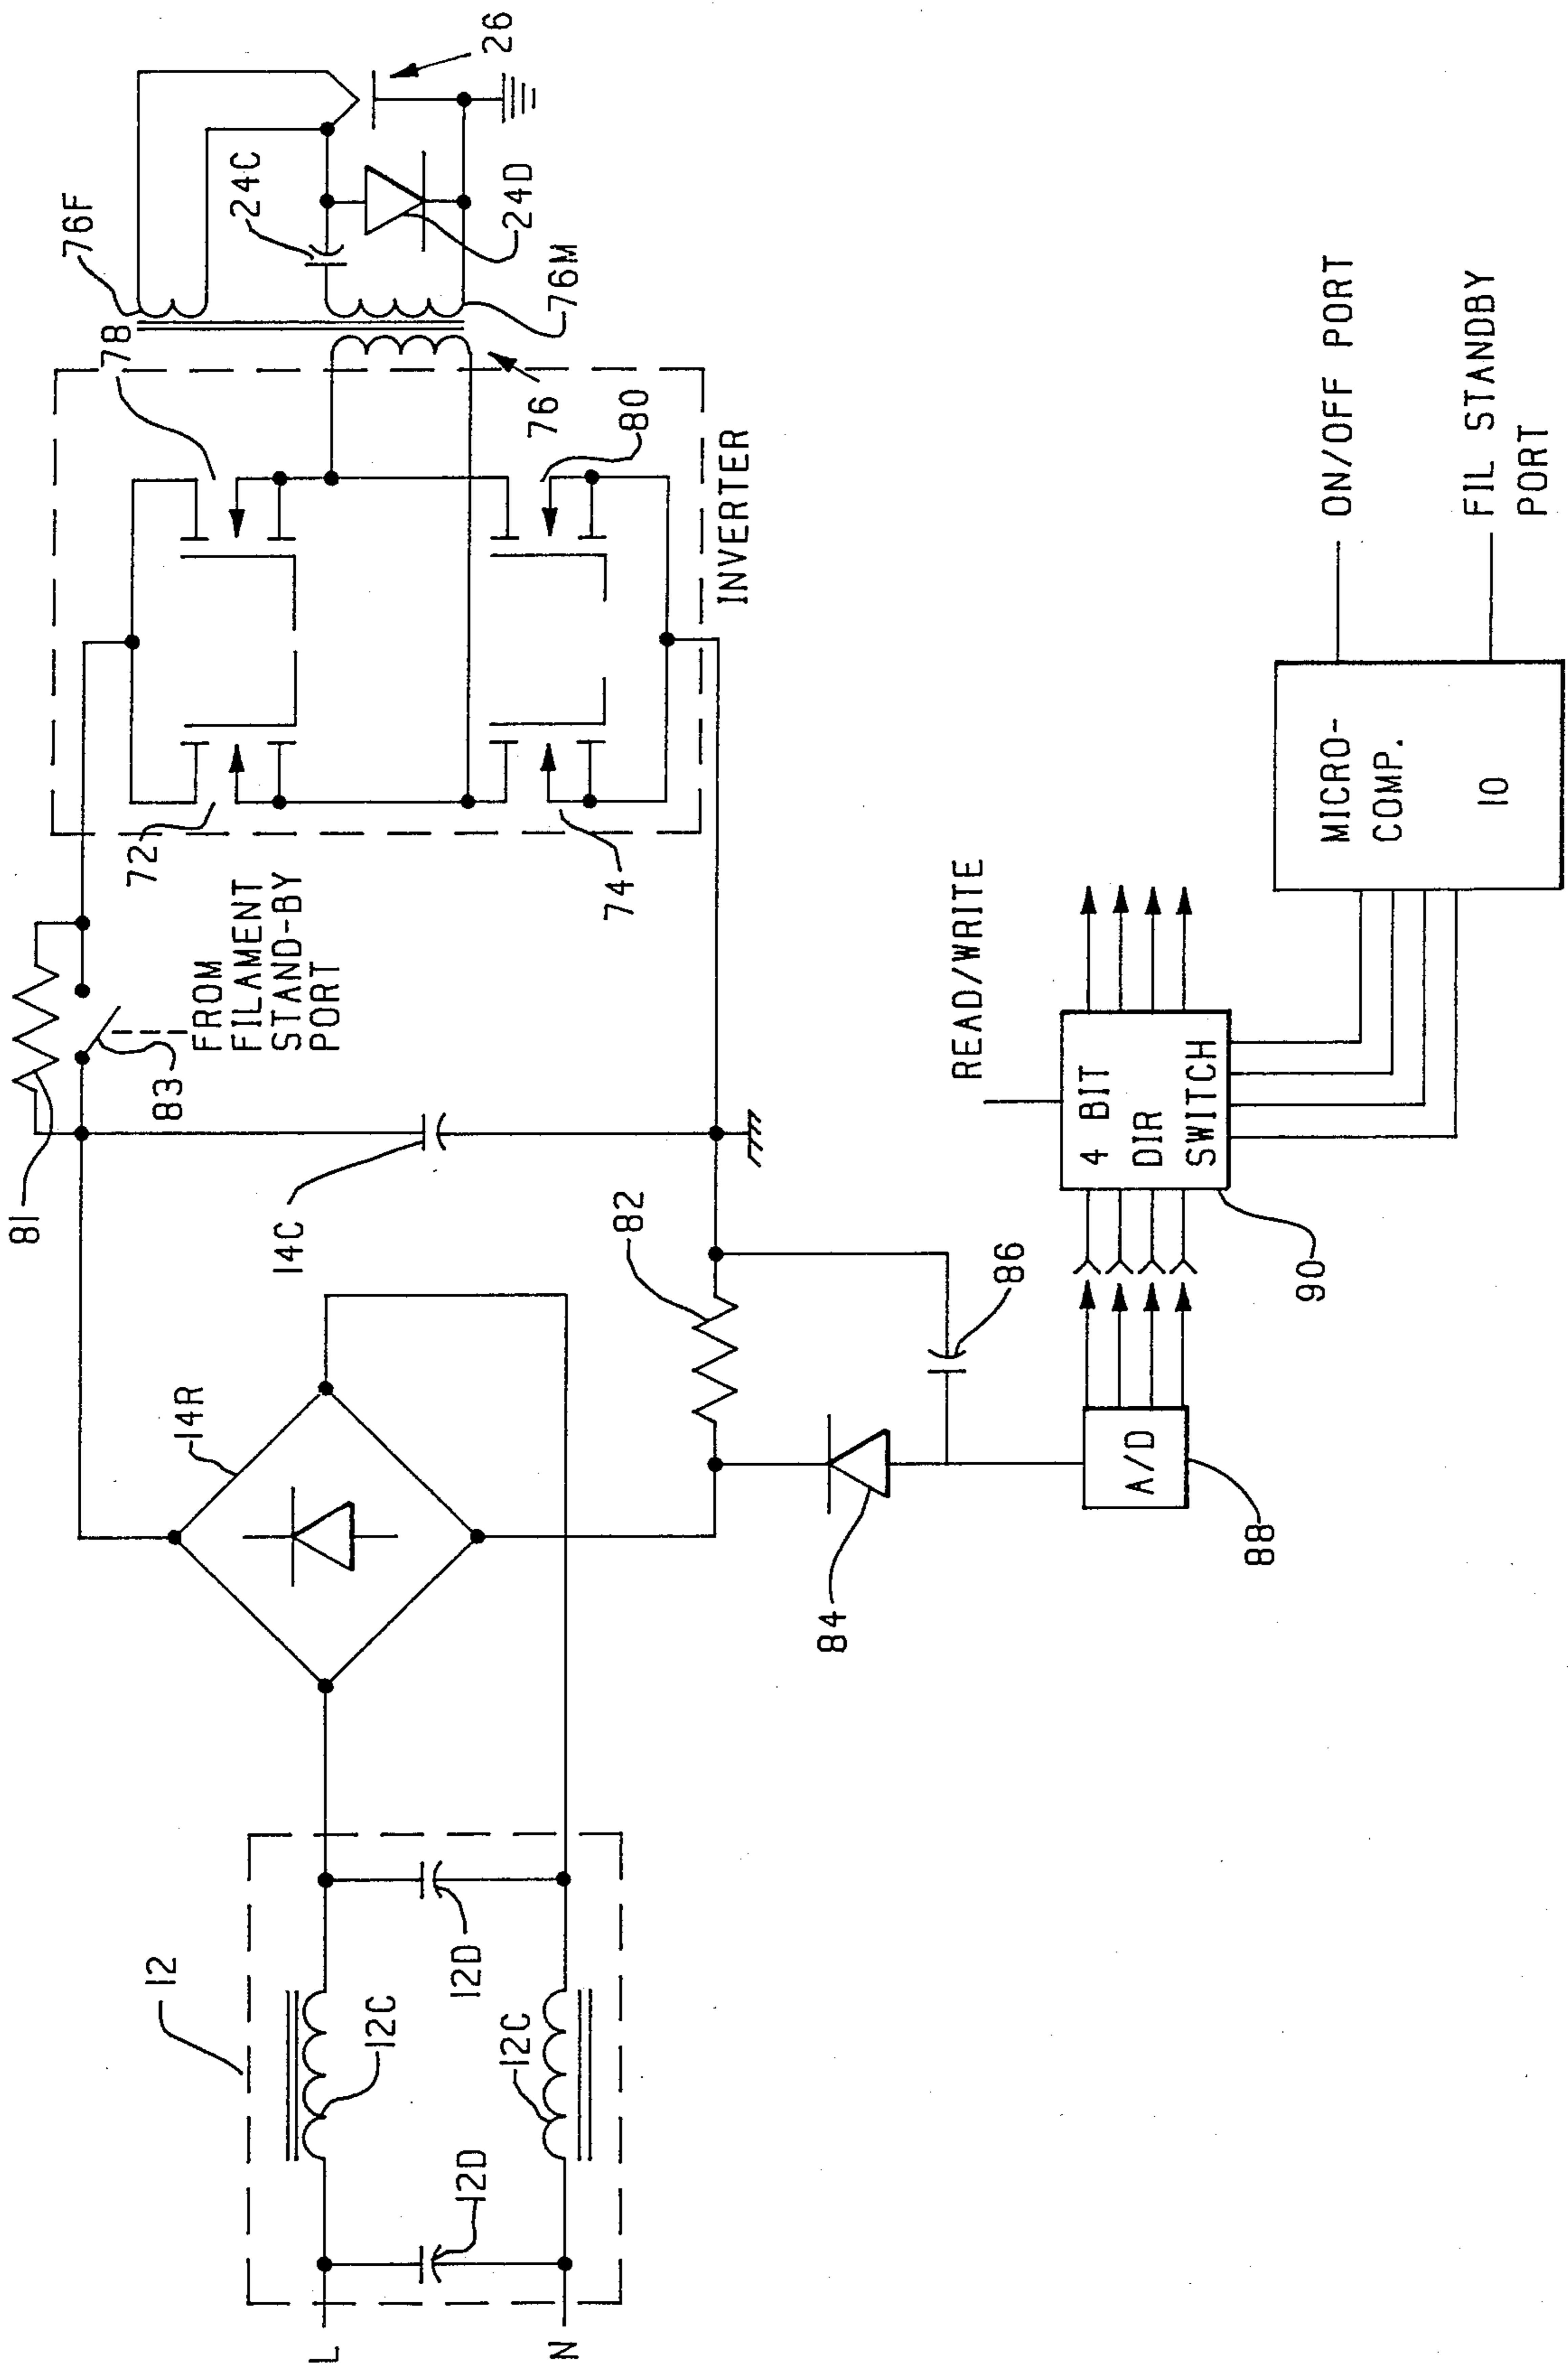 76F
78
24C
26
24D
76M
76
80
72
74
INVERTER
81
83
FROM
FILAMENT
STAND-BY
PORT
14C
14R
82
84
86
A/D
88
90
READ/WRITE
4 BIT
DIR
SWITCH
MICRO-
COMP.
10
ON/OFF PORT
FIL STANDBY
PORT
12
12C
12D
12C
12D
L
N